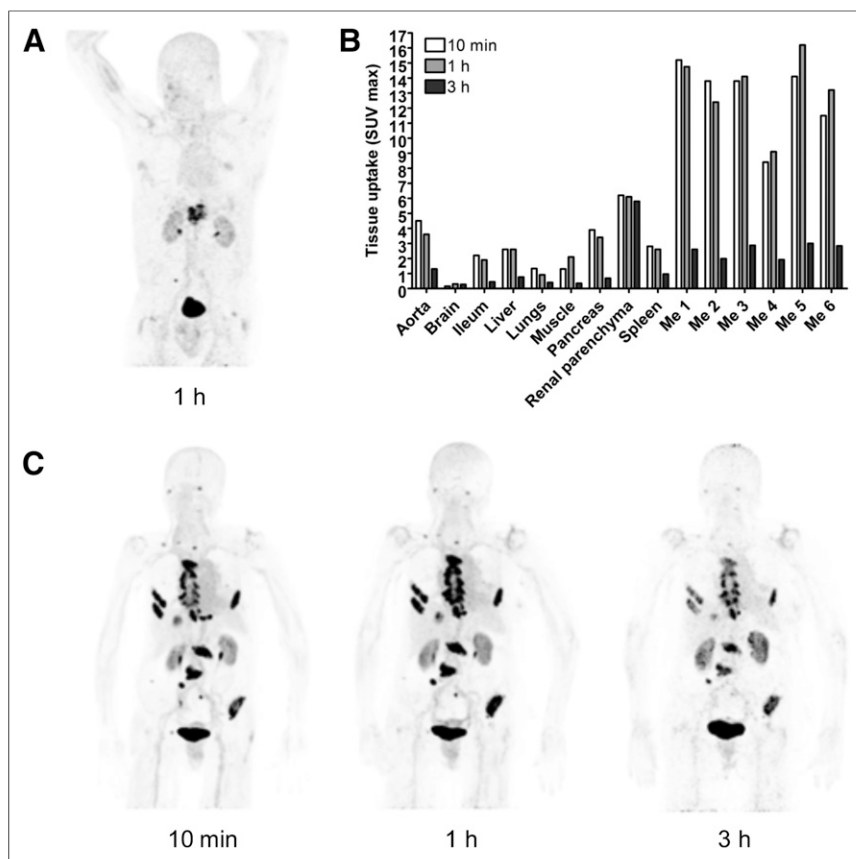 A
1 h
B
Tissue uptake (SUV max)
17
16
15
14
13
12
11
10
9
8
7
6
5
4
3
2
1
0
10 min
1 h
3 h
Aorta
Brain
Ileum
Liver
Lungs
Muscle
Pancreas
Renal parenchyma
Spleen
Me 1
Me 2
Me 3
Me 4
Me 5
Me 6
C
10 min
1 h
3 h